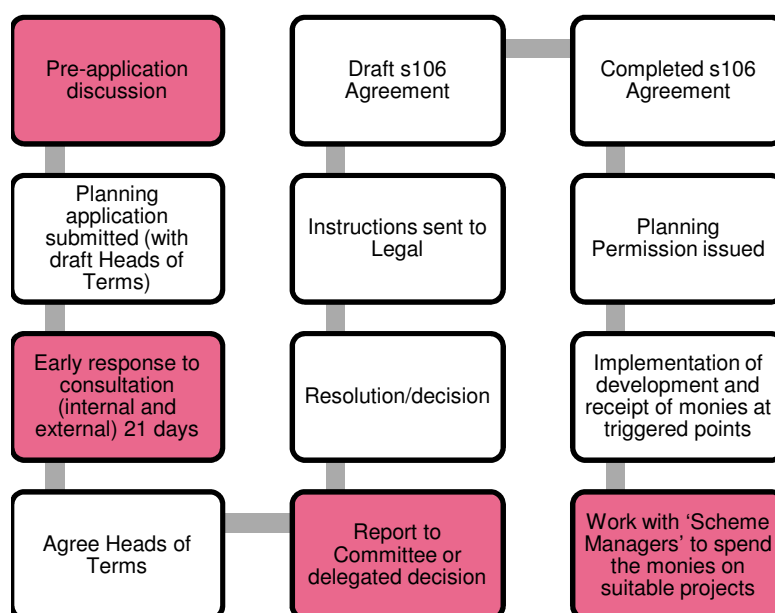 Pre-application
discussion
Planning
application
submitted (with
draft Heads of
Terms)
Early response to
consultation
(internal and
external) 21 days
Agree Heads of
Terms
Report to
Committee or
delegated decision
Resolution/decision
Instructions sent to
Legal
Draft s106
Agreement
Completed s106
Agreement
Planning
Permission issued
Implementation of
development and
receipt of monies at
triggered points
Work with ‘Scheme
Managers’ to spend
the monies on
suitable projects